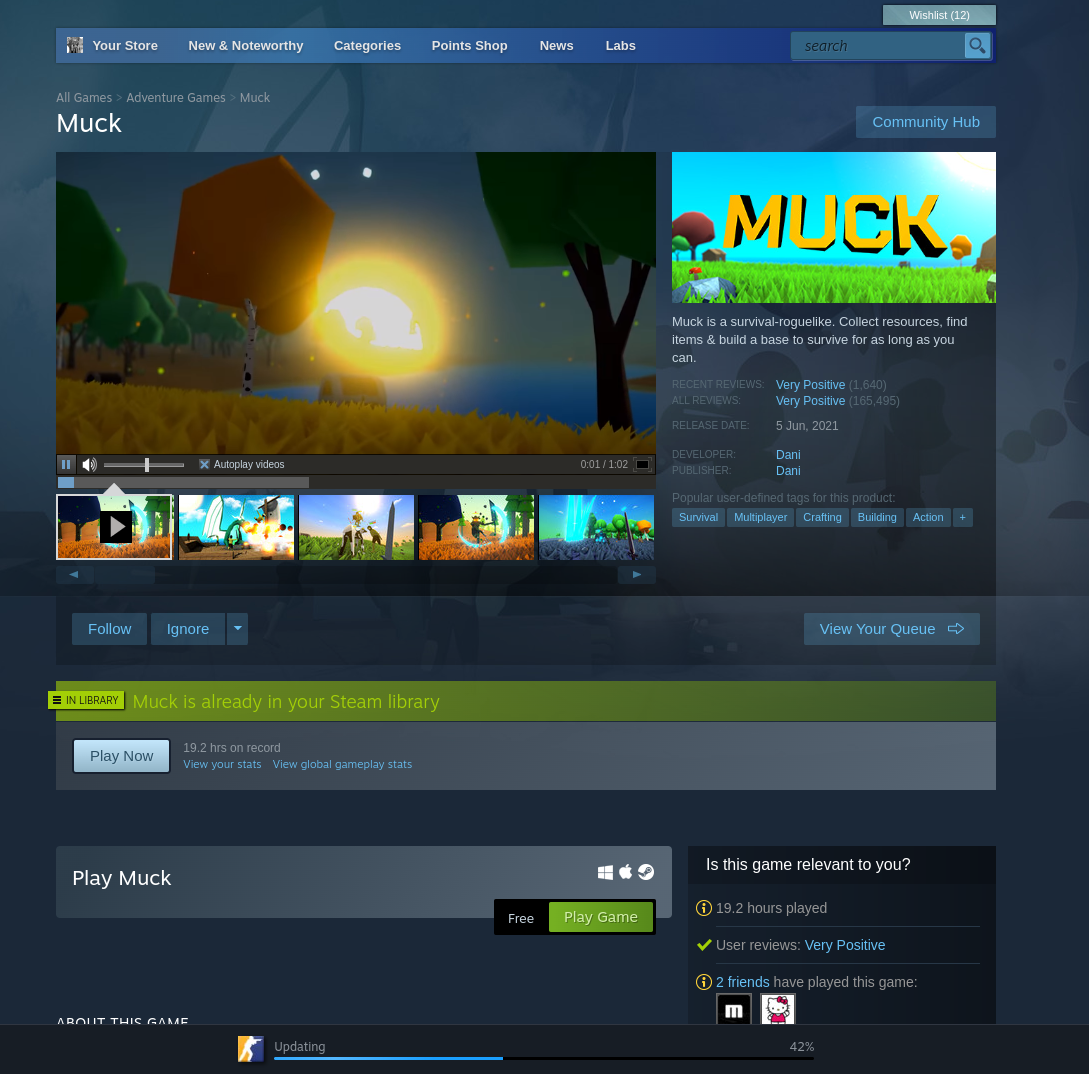 Wishlist (12)
Your Store New & Noteworthy Categories Points Shop News Labs search
All Games > Adventure Games > Muck
Muck
Community Hub
MUCK
Muck is a survival-roguelike. Collect resources, find
items & build a base to survive for as long as you
can.
RECENT REVIEWS: Very Positive (1,640)
ALL REVIEWS: Very Positive (165,495)
RELEASE DATE: 5 Jun, 2021
DEVELOPER: Dani
PUBLISHER: Dani
Popular user-defined tags for this product:
Survival Multiplayer Crafting Building Action +
Autoplay videos 0:01 / 1:02
Follow Ignore View Your Queue
IN LIBRARY Muck is already in your Steam library
Play Now
19.2 hrs on record
View your stats View global gameplay stats
Play Muck
Free Play Game
Is this game relevant to you?
19.2 hours played
User reviews: Very Positive
2 friends have played this game:
m
ABOUT THIS GAME
Updating 42%